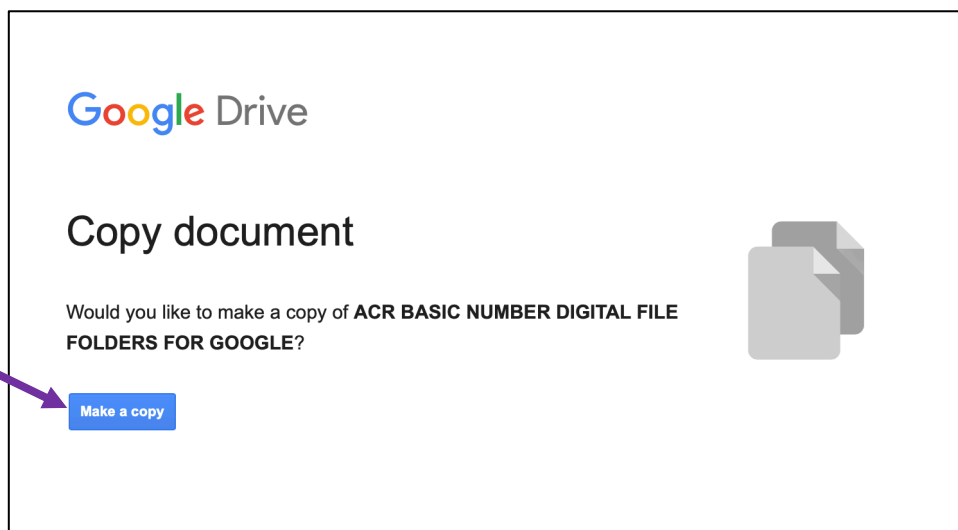 Google Drive
Copy document
Would you like to make a copy of ACR BASIC NUMBER DIGITAL FILE
FOLDERS FOR GOOGLE?
Make a copy